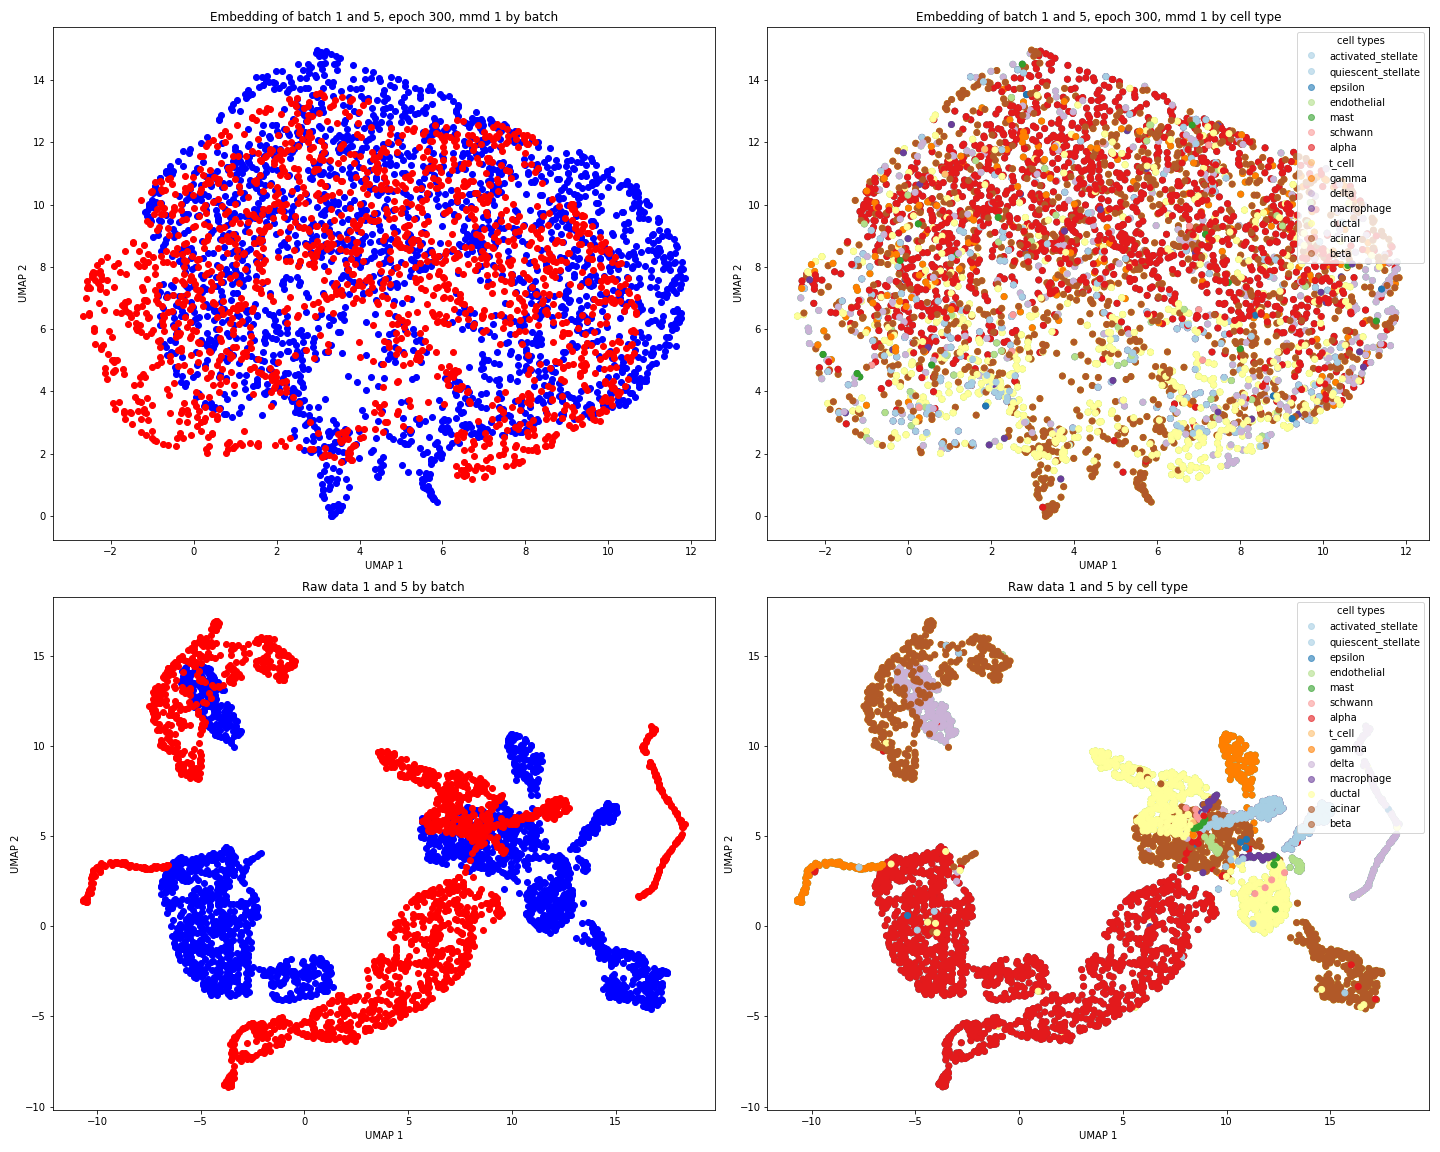 Embedding of batch 1 and 5, epoch 300, mmd 1 by batch
UMAP 2
14
12
10
8
6
4
2
0
−2
0
2
4
6
8
10
12
UMAP 1
Embedding of batch 1 and 5, epoch 300, mmd 1 by cell type
cell types
activated_stellate
quiescent_stellate
epsilon
endothelial
mast
schwann
alpha
t_cell
gamma
delta
macrophage
ductal
acinar
beta
UMAP 2
14
12
10
8
6
4
2
0
−2
0
2
4
6
8
10
12
UMAP 1
Raw data 1 and 5 by batch
UMAP 2
15
10
5
0
−5
−10
−10
−5
0
5
10
15
UMAP 1
Raw data 1 and 5 by cell type
cell types
activated_stellate
quiescent_stellate
epsilon
endothelial
mast
schwann
alpha
t_cell
gamma
delta
macrophage
ductal
acinar
beta
UMAP 2
15
10
5
0
−5
−10
−10
−5
0
5
10
15
UMAP 1